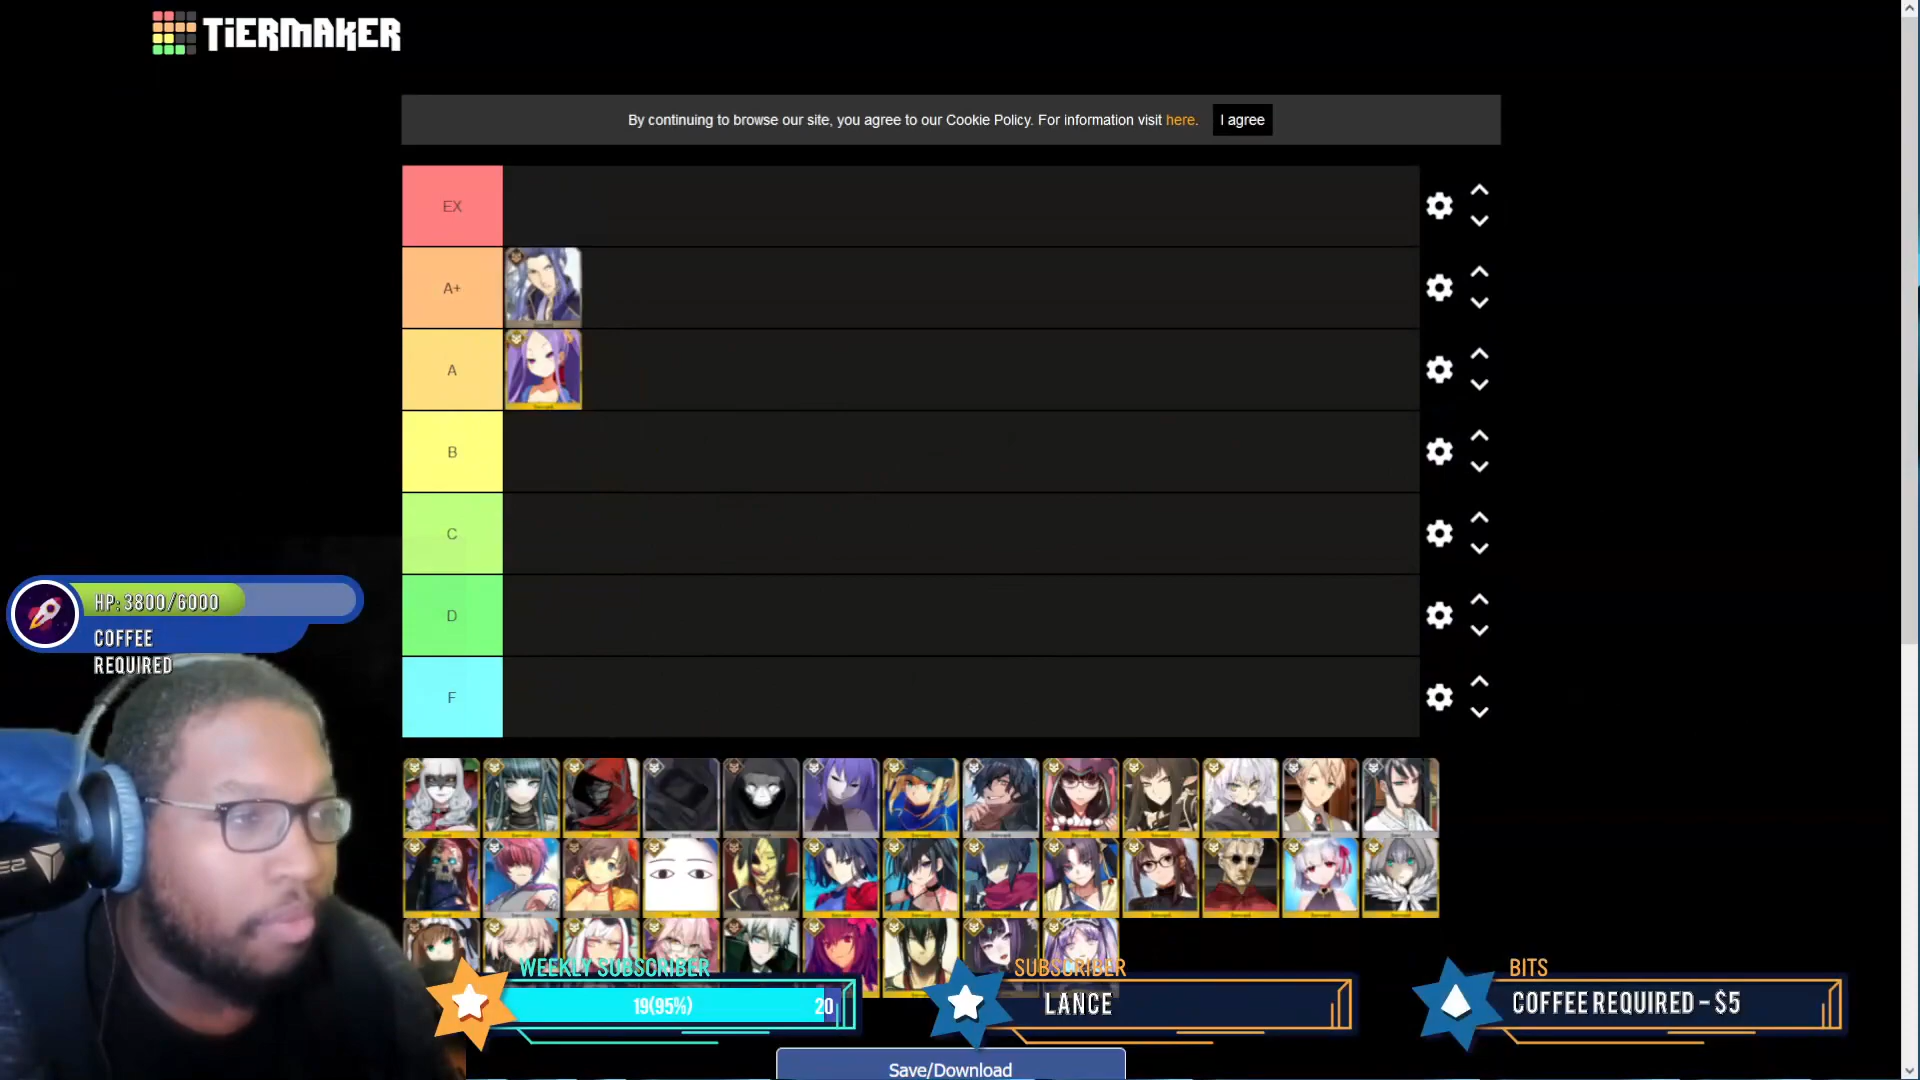 TiERMAKER
By continuing to browse our site, you agree to our Cookie Policy. For information visit here. I agree
EX
A+
A
B
C
D
F
HP: 3800/6000
COFFEE
REQUIRED
WEEKLY SUBSCRIBER
19(95%) 20
SUBSCRIBER
LANCE
BITS
COFFEE REQUIRED - $5
Save/Download